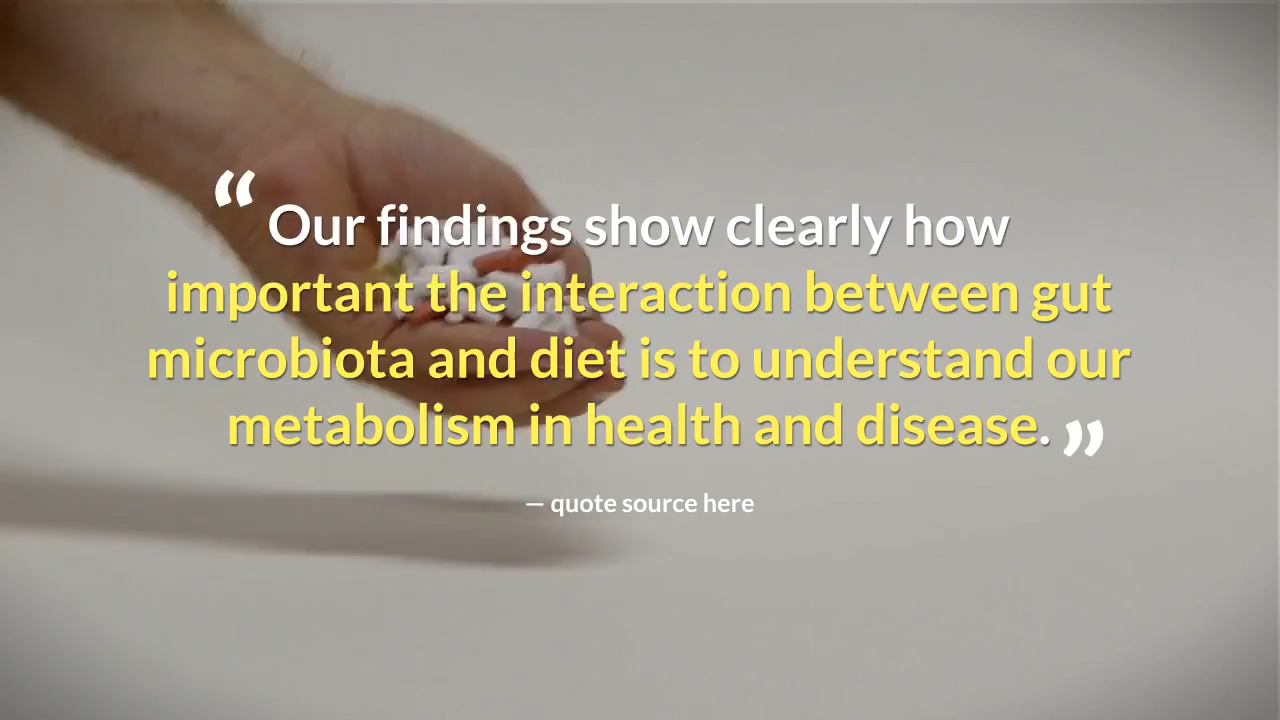 “Our findings show clearly how
important the interaction between gut
microbiota and diet is to understand our
metabolism in health and disease.”
— quote source here